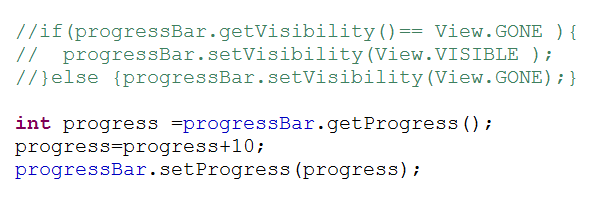 //if(progressBar.getVisibility()== View.GONE ){
//  progressBar.setVisibility(View.VISIBLE );
//}else {progressBar.setVisibility(View.GONE);}
int progress =progressBar.getProgress();
progress=progress+10;
progressBar.setProgress(progress);